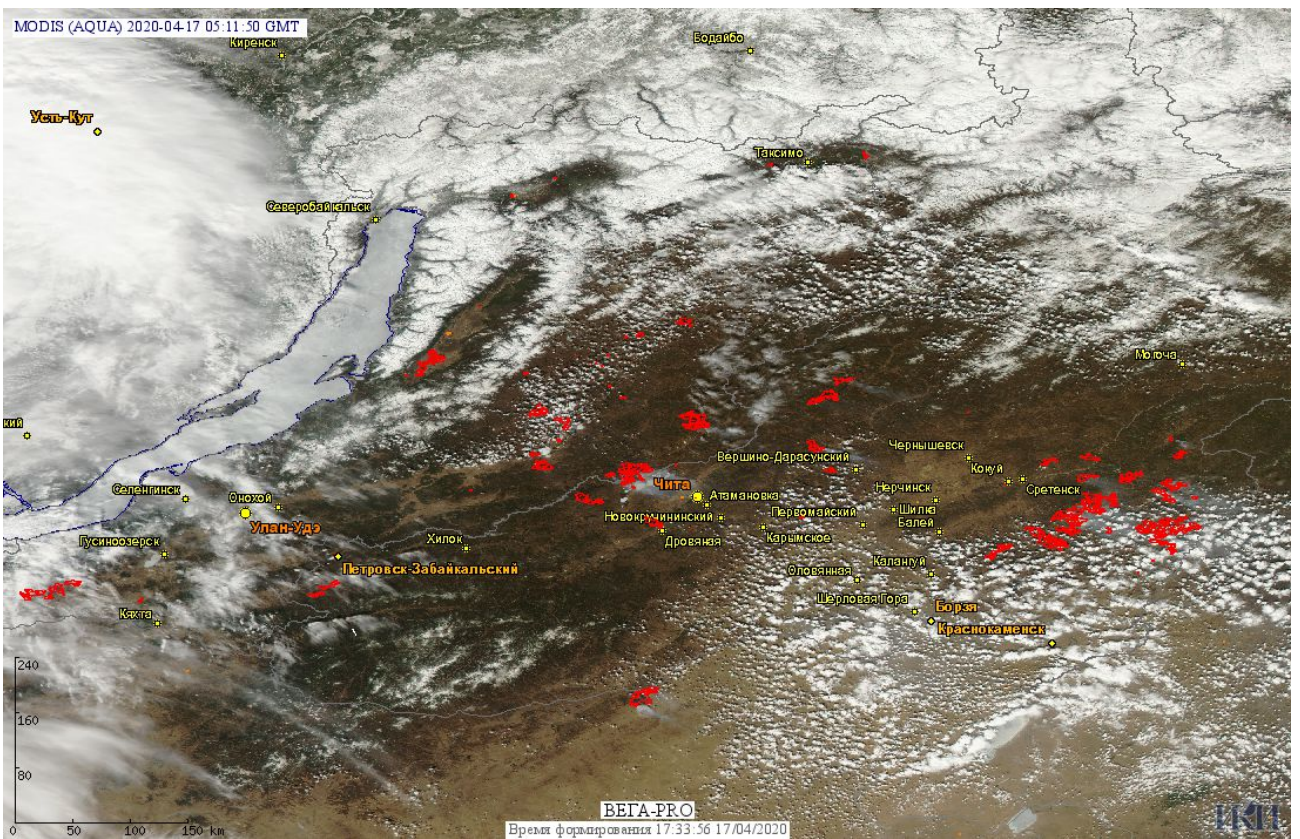 MODIS (AQUA) 2020-04-17 05:11:50 GMT
Киренск
Бодайбо
Усть-Кут
Таксимо
Северобайкальск
Могоча
кий
Чернышевск
Вершино-Дарасунский
Кокуй
Селенгинск
Онохой
Чита
Атамановка
Нерчинск
Сретенск
Улан-Удэ
Новокручининский
Первомайский
Шилка
Гусиноозерск
Хилок
Дровяная
Карымское
Балей
Петровск-Забайкальский
Оловянная
Калангуй
Кяхта
Шерловая Гора
Борзя
Краснокаменск
240
160
80
0 50 100 150 km
ВЕГА-PRO
Время формирования 17:33:56 17/04/2020
ИКИ